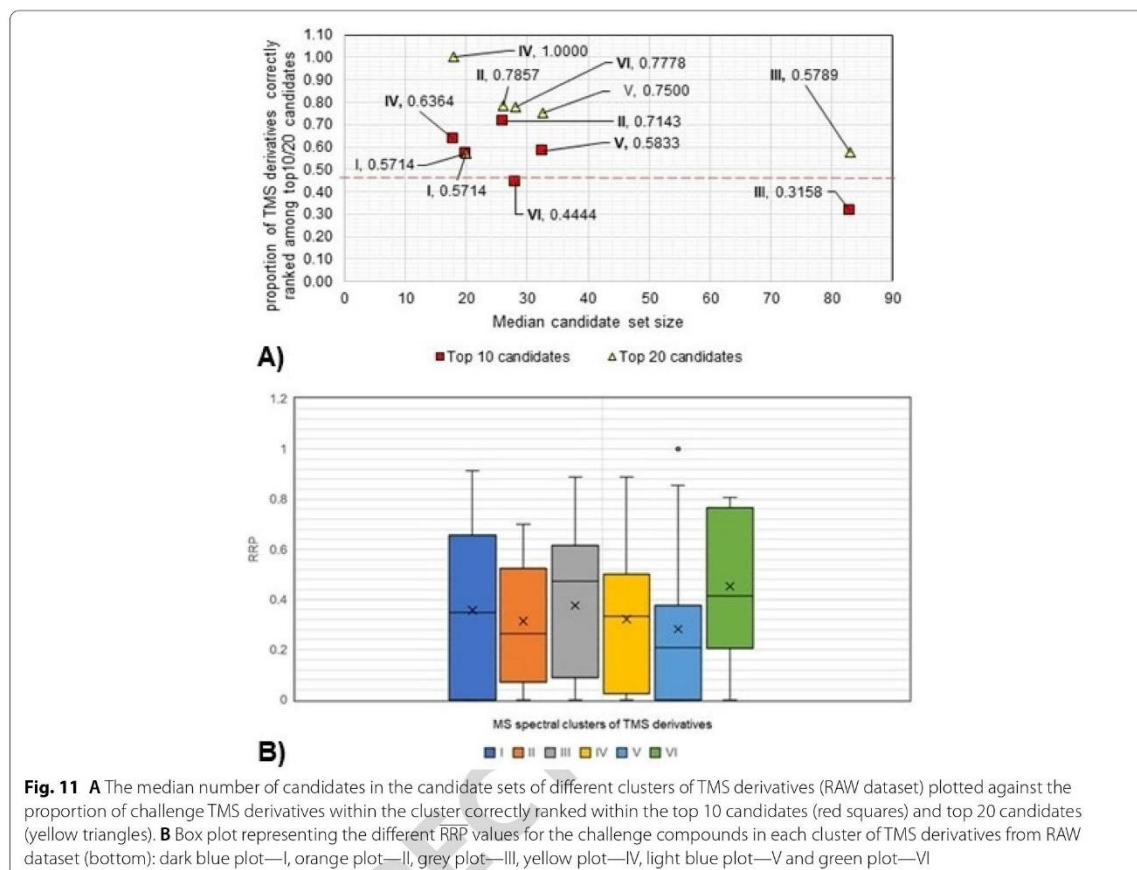 proportion of TMS derivatives correctly
ranked among top10/20 candidates
1.10
1.00
0.90
0.80
0.70
0.60
0.50
0.40
0.30
0.20
0.10
0.00
IV, 1.0000
II, 0.7857
VI, 0.7778
III, 0.5789
V, 0.7500
IV, 0.6364
II, 0.7143
V, 0.5833
I, 0.5714
I, 0.5714
III, 0.3158
VI, 0.4444
0 10 20 30 40 50 60 70 80 90
Median candidate set size
A)
Top 10 candidates Top 20 candidates
1.2
1
0.8
0.6
0.4
0.2
0
RRP
MS spectral clusters of TMS derivatives
B)
I II III IV V VI
Fig. 11 A The median number of candidates in the candidate sets of different clusters of TMS derivatives (RAW dataset) plotted against the
proportion of challenge TMS derivatives within the cluster correctly ranked within the top 10 candidates (red squares) and top 20 candidates
(yellow triangles). B Box plot representing the different RRP values for the challenge compounds in each cluster of TMS derivatives from RAW
dataset (bottom): dark blue plot—I, orange plot—II, grey plot—III, yellow plot—IV, light blue plot—V and green plot—VI